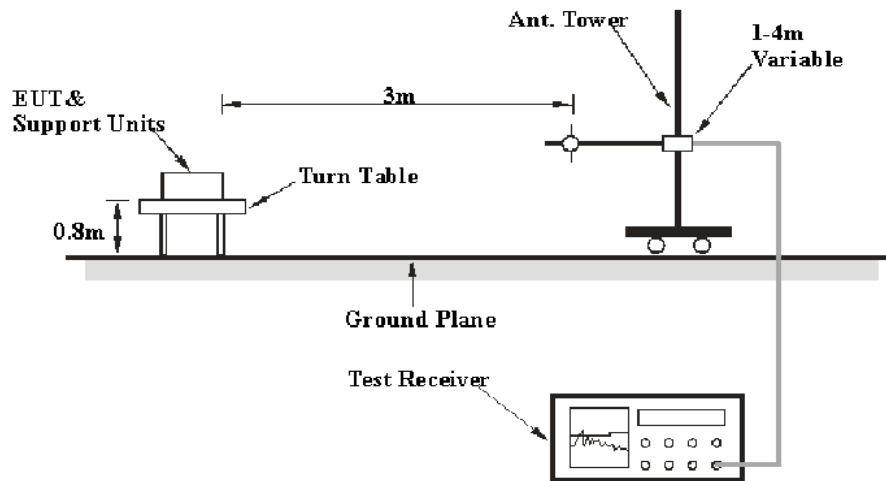 Ant. Tower
1-4m
Variable
3m
EUT &
Support Units
Turn Table
0.8m
Ground Plane
Test Receiver